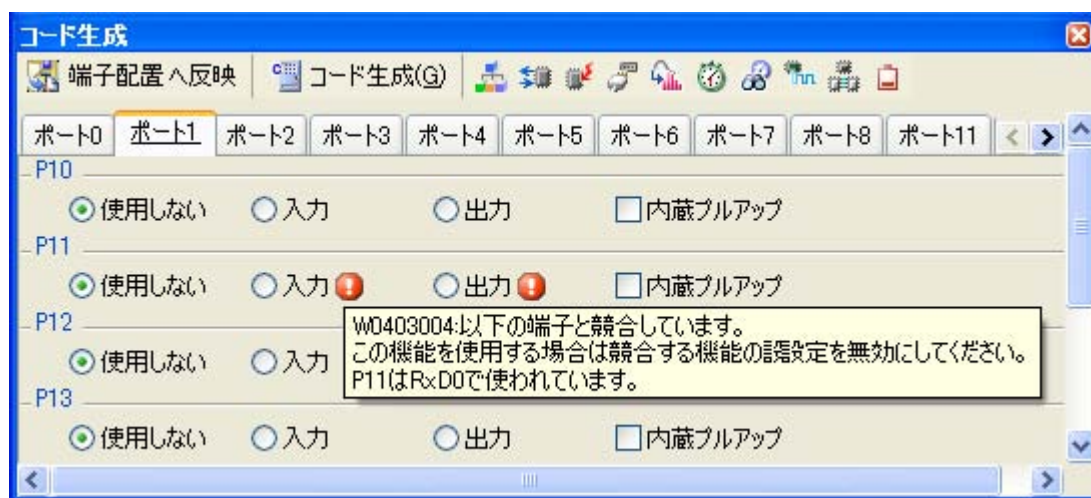 コード生成
端子配置へ反映 コード生成(G)
ポート0 ポート1 ポート2 ポート3 ポート4 ポート5 ポート6 ポート7 ポート8 ポート11
P10
使用しない 入力 出力 内蔵プルアップ
P11
使用しない 入力 出力 内蔵プルアップ
W0403004:以下の端子と競合しています。
この機能を使用する場合は競合する機能の設定を無効にしてください。
P11はRxD0で使われています。
P12
使用しない 入力
P13
使用しない 入力 出力 内蔵プルアップ